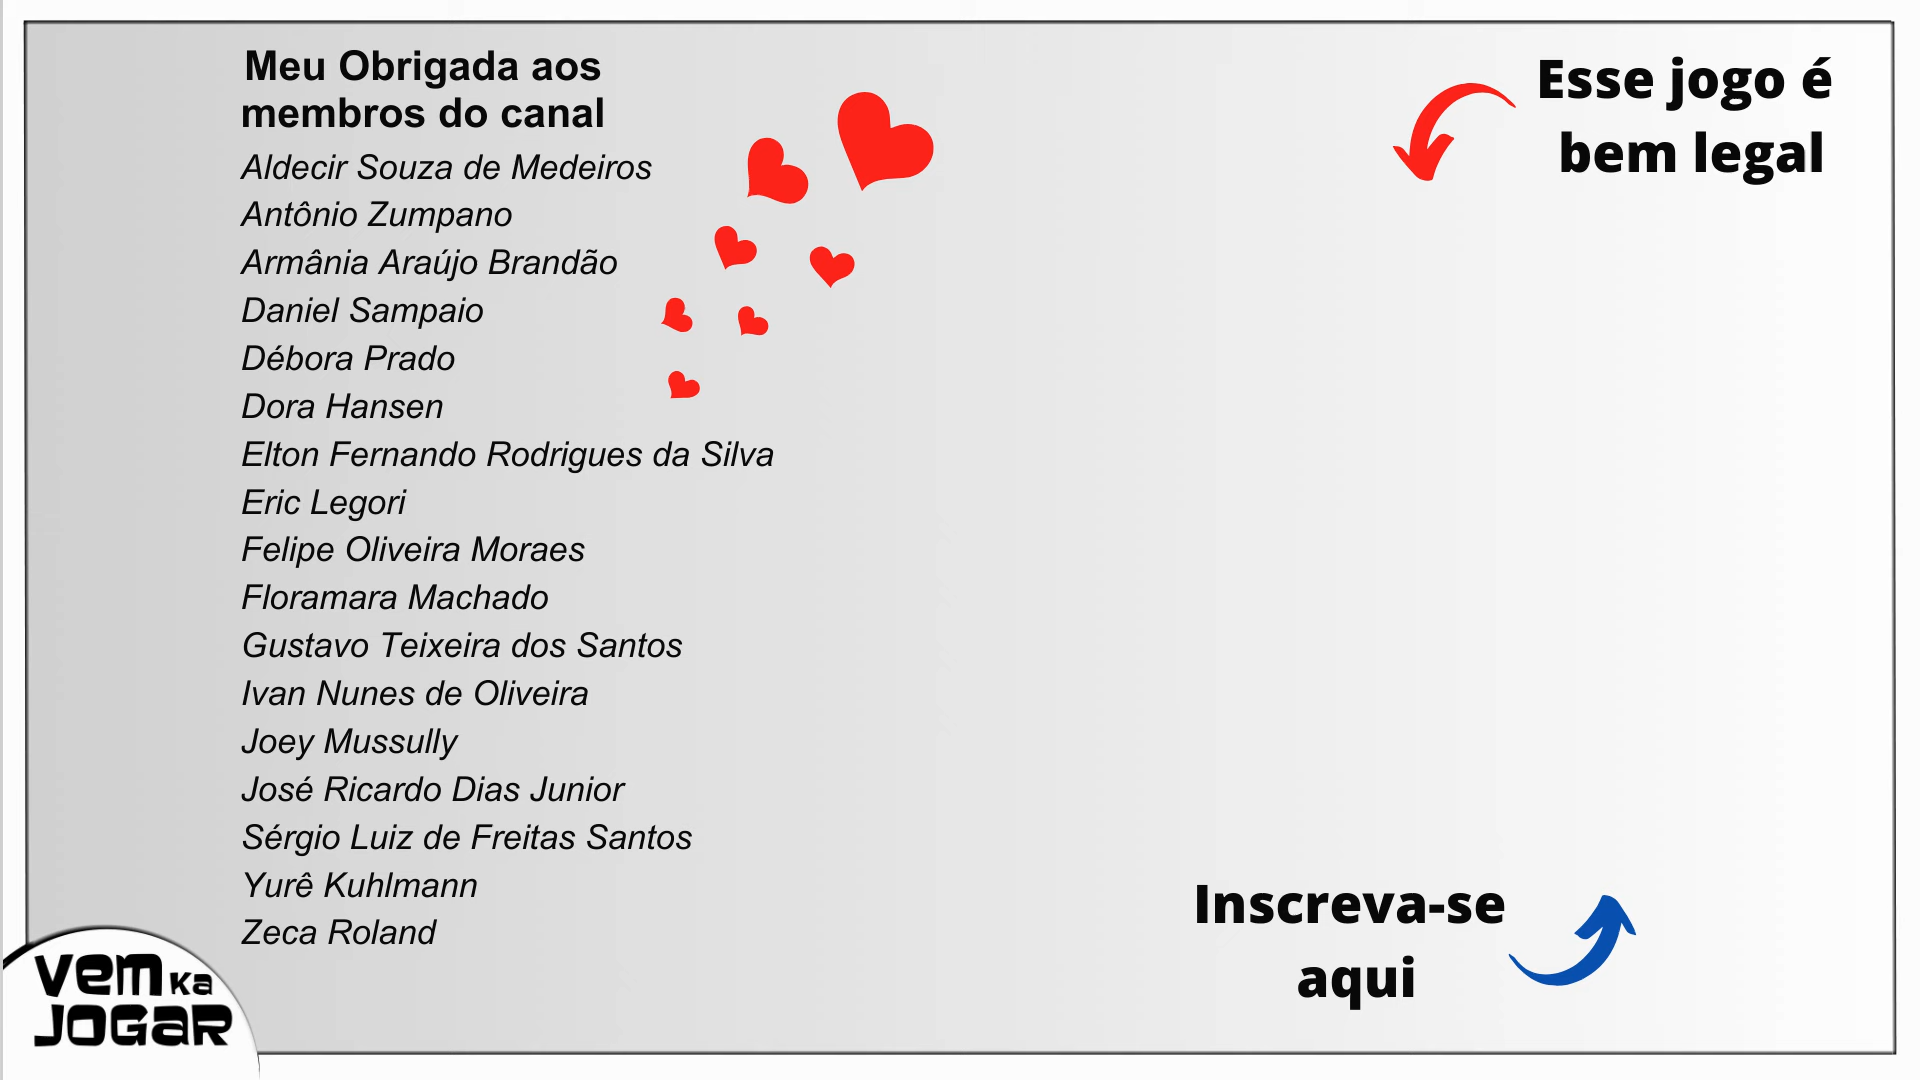 Meu Obrigada aos
membros do canal
Aldecir Souza de Medeiros
Antônio Zumpano
Armânia Araújo Brandão
Daniel Sampaio
Débora Prado
Dora Hansen
Elton Fernando Rodrigues da Silva
Eric Legori
Felipe Oliveira Moraes
Floramara Machado
Gustavo Teixeira dos Santos
Ivan Nunes de Oliveira
Joey Mussully
José Ricardo Dias Junior
Sérgio Luiz de Freitas Santos
Yurê Kuhlmann
Zeca Roland
Esse jogo é
bem legal
Inscreva-se
aqui
Vem Ka
JOGAR